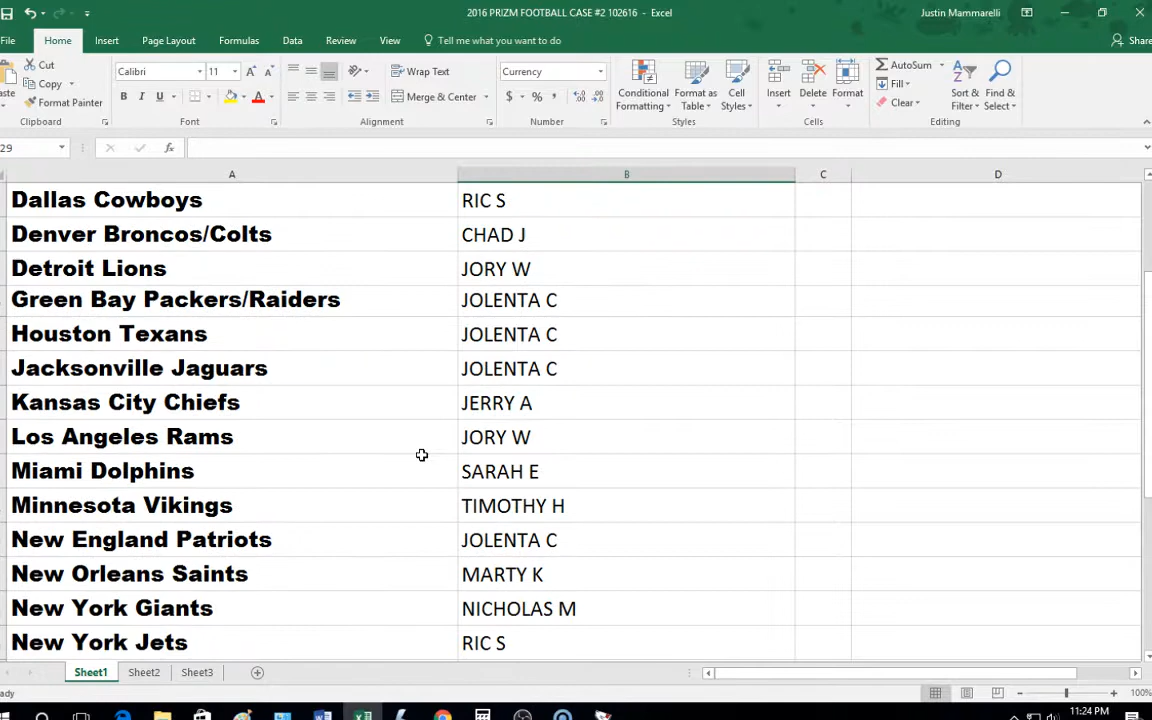 2016 PRIZM FOOTBALL CASE #2 102616 - Excel
Justin Mammarelli
File Home Insert Page Layout Formulas Data Review View Tell me what you want to do Share
Cut
Copy
Format Painter
Clipboard
Calibri 11
B I U
Font
Wrap Text
Merge & Center
Alignment
Currency
$ % ,
Number
Conditional Formatting
Format as Table
Cell Styles
Styles
Insert Delete Format
Cells
AutoSum
Fill
Clear
Sort & Filter
Find & Select
Editing
29 fx
A B C D
Dallas Cowboys RIC S
Denver Broncos/Colts CHAD J
Detroit Lions JORY W
Green Bay Packers/Raiders JOLENTA C
Houston Texans JOLENTA C
Jacksonville Jaguars JOLENTA C
Kansas City Chiefs JERRY A
Los Angeles Rams JORY W
Miami Dolphins SARAH E
Minnesota Vikings TIMOTHY H
New England Patriots JOLENTA C
New Orleans Saints MARTY K
New York Giants NICHOLAS M
New York Jets RIC S
Sheet1 Sheet2 Sheet3
eady 100%
11:24 PM